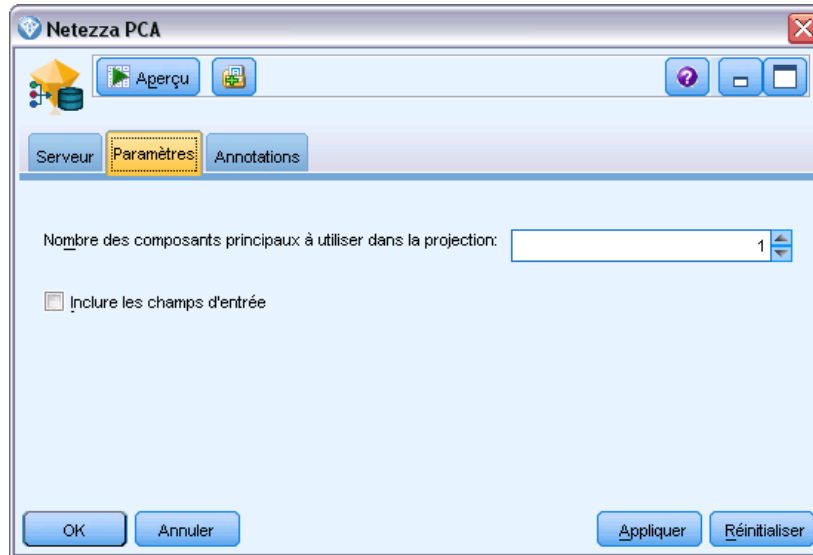 Netezza PCA
Aperçu
Serveur Paramètres Annotations
Nombre des composants principaux à utiliser dans la projection: 1
Inclure les champs d'entrée
OK Annuler Appliquer Réinitialiser